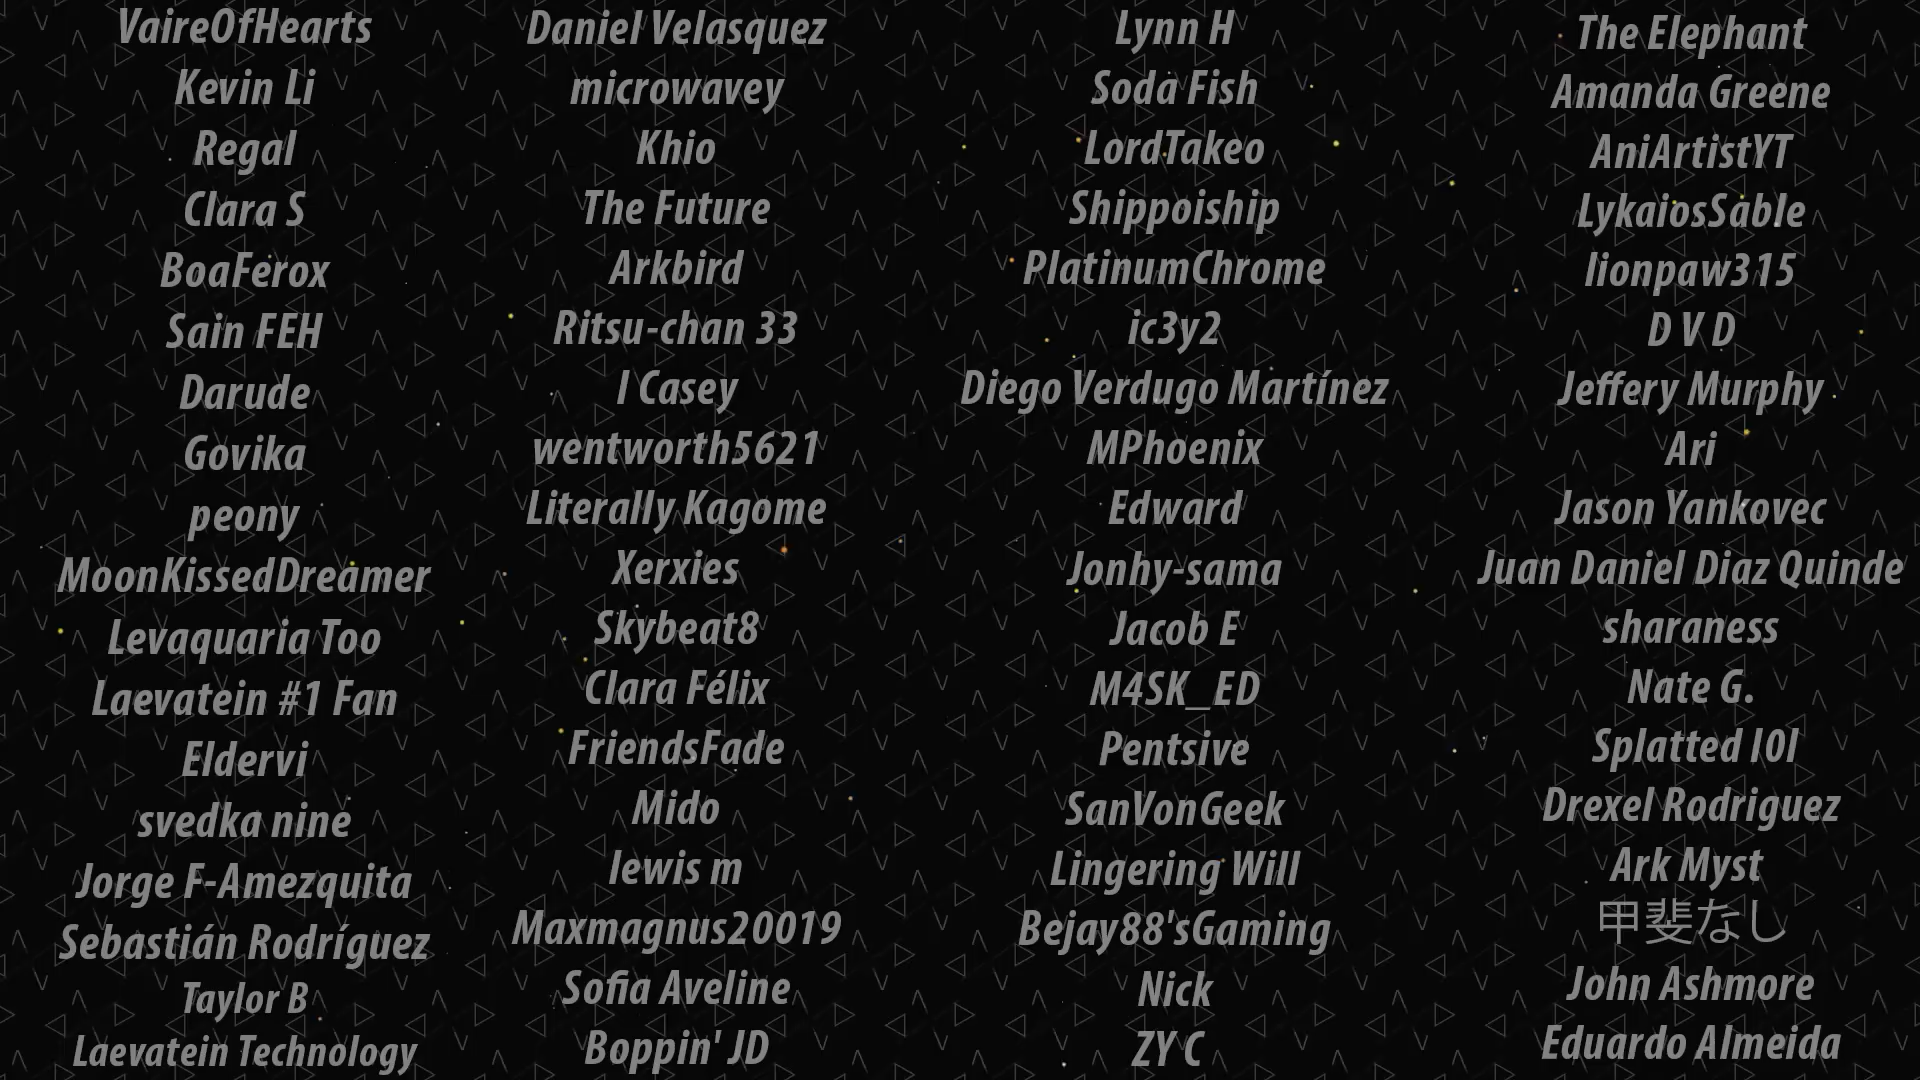 VaireOfHearts
Kevin Li
Regal
Clara S
BoaFerox
Sain FEH
Darude
Govika
peony
MoonKissedDreamer
Levaquaria Too
Laevatein #1 Fan
Eldervi
svedka nine
Jorge F-Amezquita
Sebastián Rodríguez
Taylor B
Laevatein Technology
Daniel Velasquez
microwavey
Khio
The Future
Arkbird
Ritsu-chan 33
I Casey
wentworth5621
Literally Kagome
Xerxies
Skybeat8
Clara Félix
FriendsFade
Mido
lewis m
Maxmagnus20019
Sofia Aveline
Boppin' JD
Lynn H
Soda Fish
LordTakeo
Shippoiship
PlatinumChrome
ic3y2
Diego Verdugo Martínez
MPhoenix
Edward
Jonhy-sama
Jacob E
M4SK_ED
Pentsive
SanVonGeek
Lingering Will
Bejay88'sGaming
Nick
ZY C
The Elephant
Amanda Greene
AniArtistYT
LykaiosSable
lionpaw315
D V D
Jeffery Murphy
Ari
Jason Yankovec
Juan Daniel Diaz Quinde
sharaness
Nate G.
Splatted I0l
Drexel Rodriguez
Ark Myst
甲斐なし
John Ashmore
Eduardo Almeida